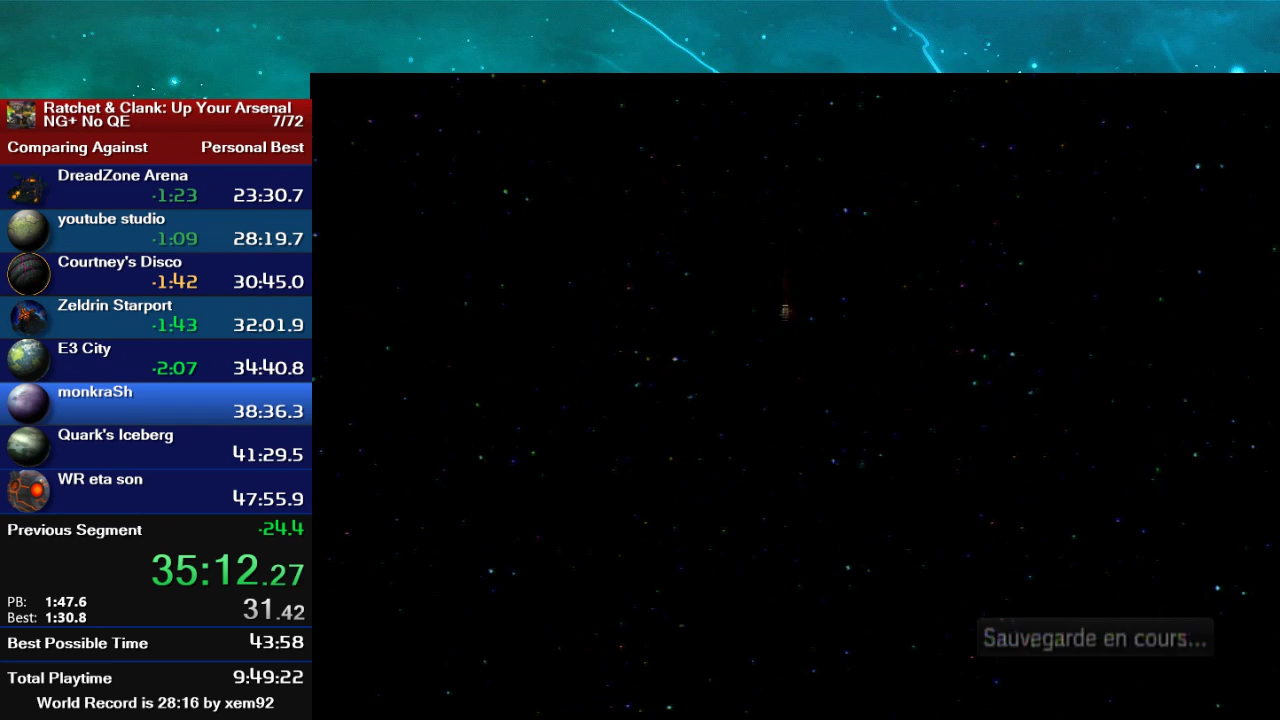 Ratchet & Clank: Up Your Arsenal
NG+ No QE 7/72
Comparing Against Personal Best
DreadZone Arena
-1:23 23:30.7
youtube studio
-1:09 28:19.7
Courtney's Disco
-1:42 30:45.0
Zeldrin Starport
-1:43 32:01.9
E3 City
-2:07 34:40.8
monkraSh
38:36.3
Quark's Iceberg
41:29.5
WR eta son
47:55.9
Previous Segment -24.4
35:12.27
PB: 1:47.6
Best: 1:30.8 31.42
Best Possible Time 43:58
Total Playtime 9:49:22
World Record is 28:16 by xem92
Sauvegarde en cours...